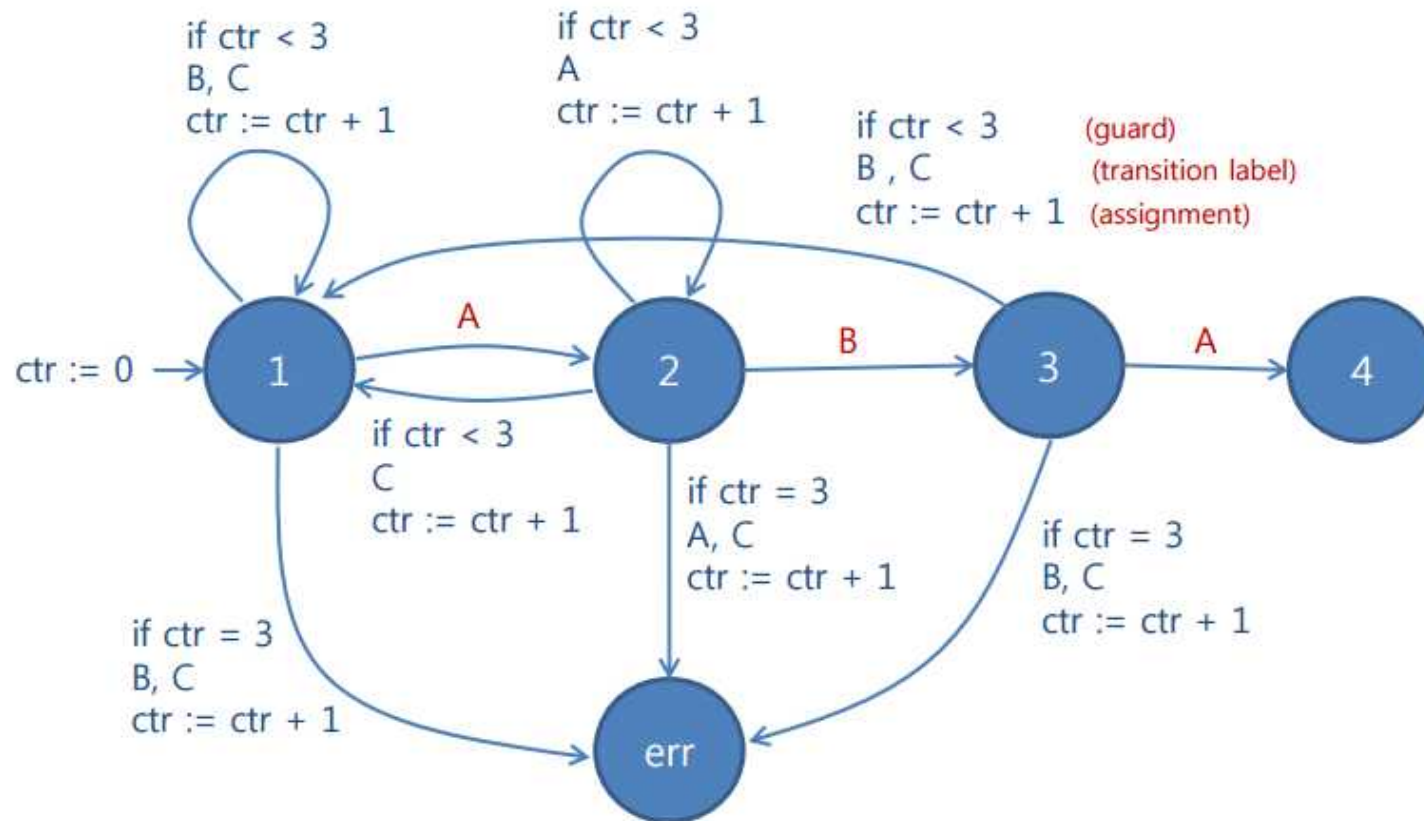 if ctr < 3
B, C
ctr := ctr + 1
if ctr < 3
A
ctr := ctr + 1
if ctr < 3 (guard)
B , C (transition label)
ctr := ctr + 1 (assignment)
ctr := 0
1
A
2
B
3
A
4
if ctr < 3
C
ctr := ctr + 1
if ctr = 3
A, C
ctr := ctr + 1
if ctr = 3
B, C
ctr := ctr + 1
if ctr = 3
B, C
ctr := ctr + 1
err